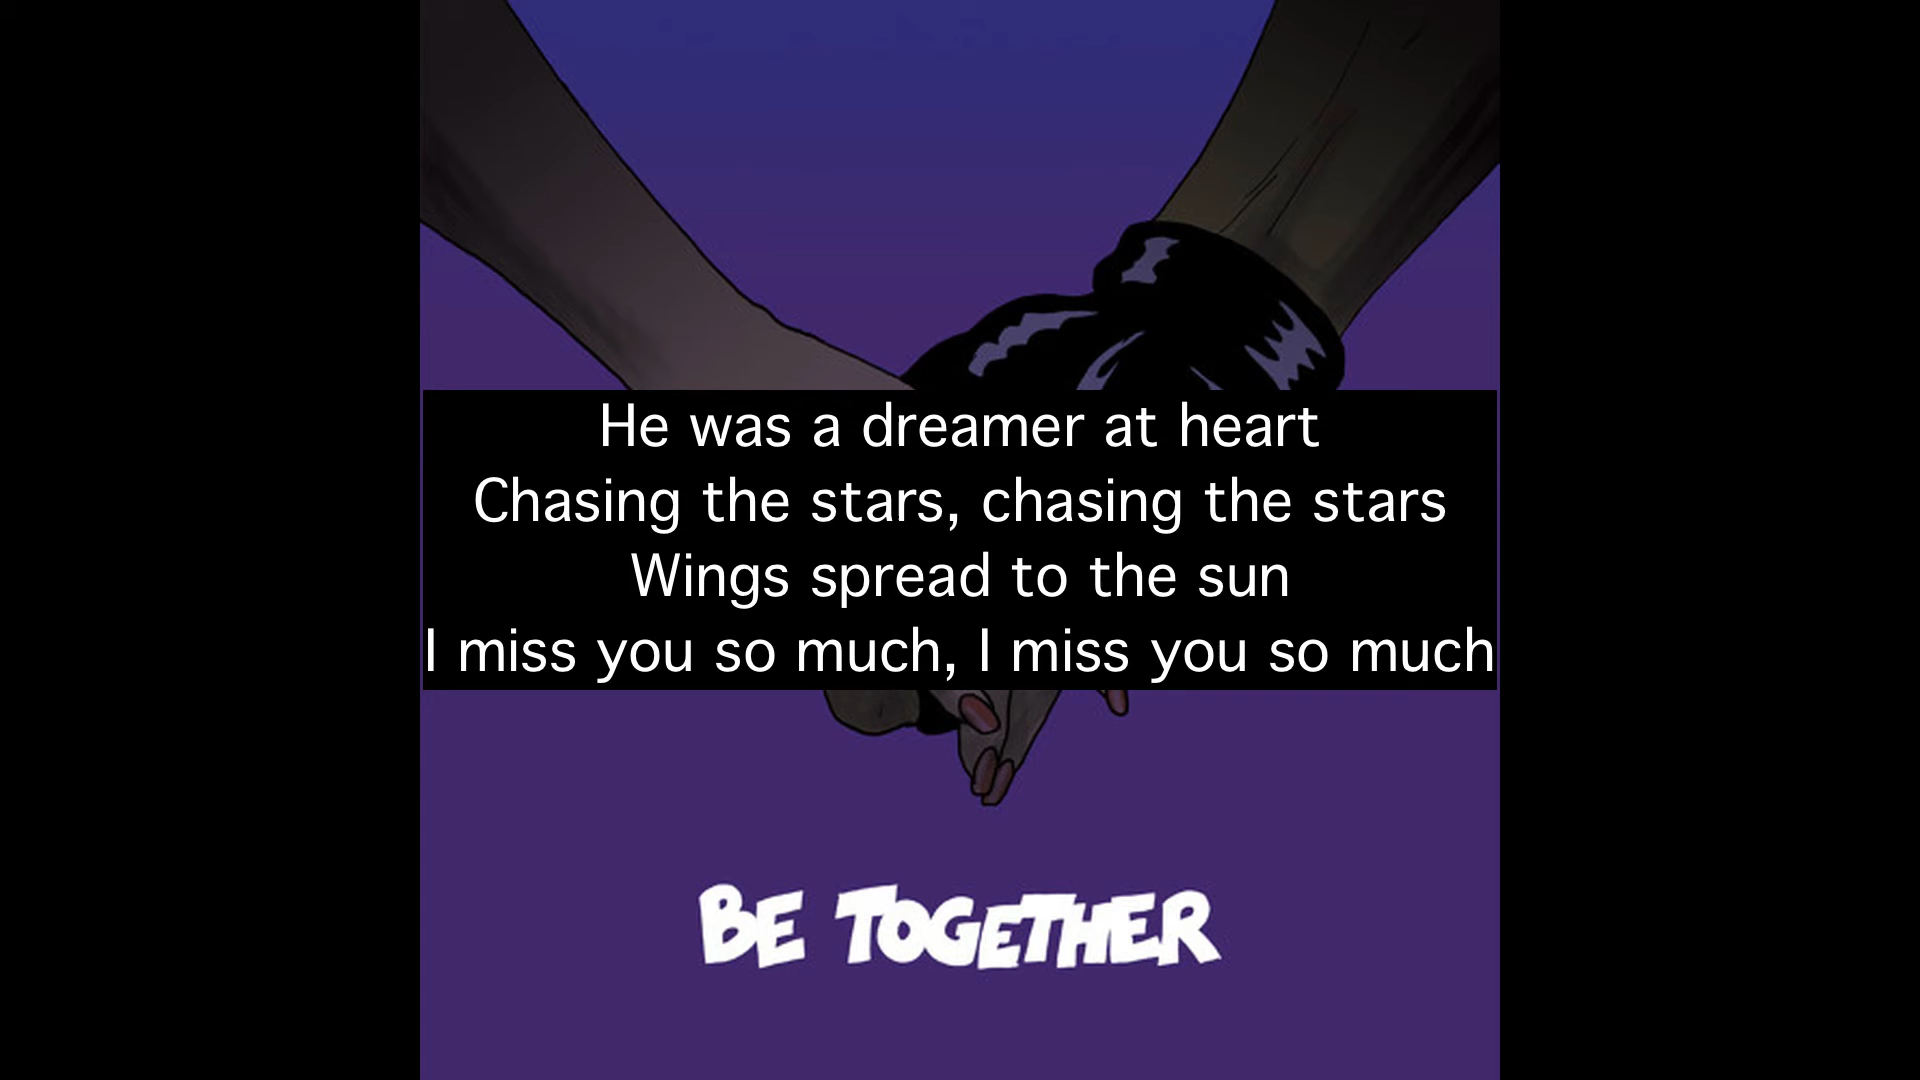 He was a dreamer at heart
Chasing the stars, chasing the stars
Wings spread to the sun
I miss you so much, I miss you so much
BE TOGETHER